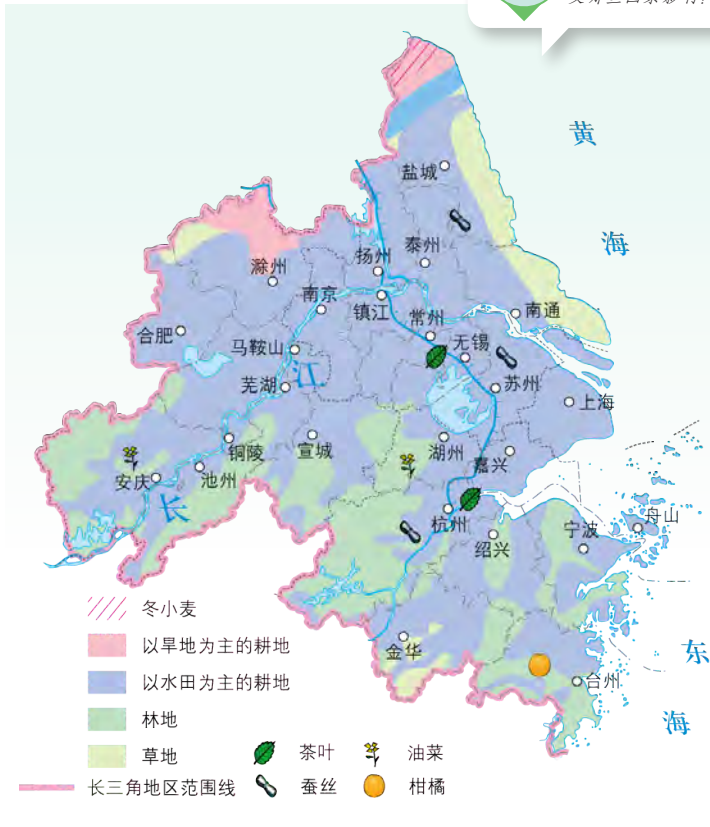 黄
海
盐城
泰州
扬州
滁州
南京
镇江
南通
常州
合肥
马鞍山
无锡
芜湖
江
苏州
上海
铜陵
宣城
湖州
嘉兴
安庆
池州
长
杭州
舟山
宁波
绍兴
金华
台州
东
海
冬小麦
以旱地为主的耕地
以水田为主的耕地
林地
草地
茶叶
油菜
长三角地区范围线
蚕丝
柑橘